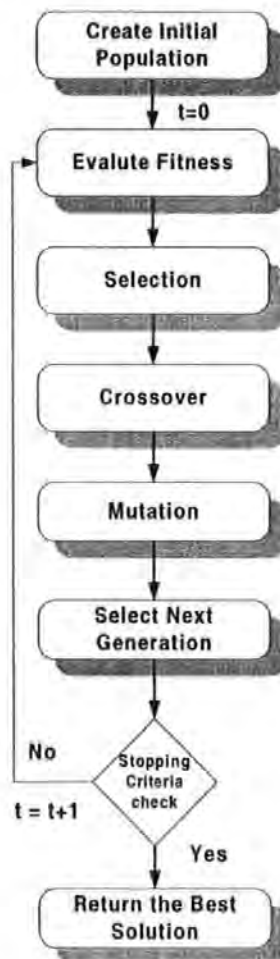 Create Initial
Population
t=0
Evalute Fitness
Selection
Crossover
Mutation
Select Next
Generation
No
Stopping
Criteria
check
t = t+1
Yes
Return the Best
Solution